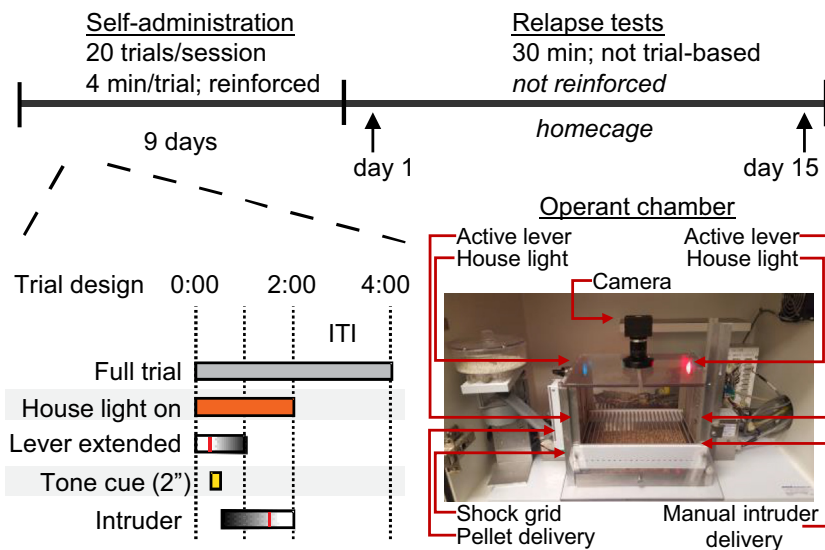 Self-administration
20 trials/session
4 min/trial; reinforced
Relapse tests
30 min; not trial-based
not reinforced
9 days
day 1
homecage
day 15
Trial design 0:00 2:00 4:00
ITI
Full trial
House light on
Lever extended
Tone cue (2”)
Intruder
Operant chamber
Active lever
House light
Camera
Active lever
House light
Shock grid
Pellet delivery
Manual intruder
delivery